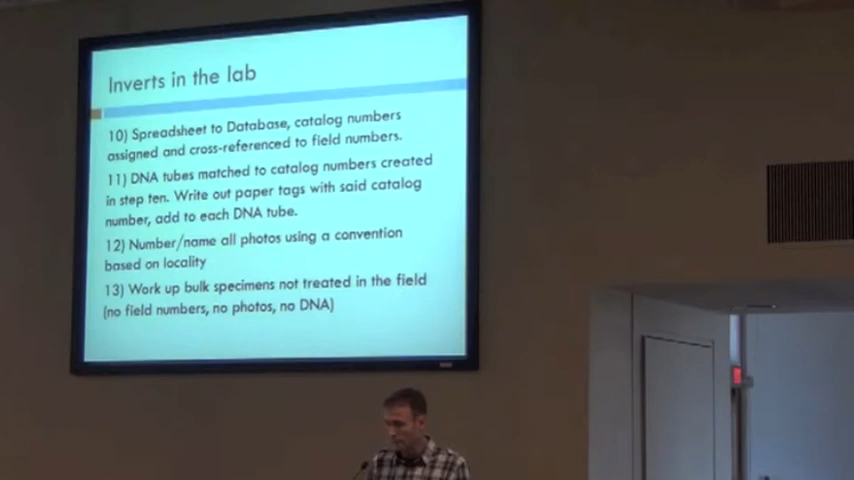 Inverts in the lab
10) Spreadsheet to Database, catalog numbers
assigned and cross-referenced to field numbers.
11) DNA tubes matched to catalog numbers created
in step ten. Write out paper tags with said catalog
number, add to each DNA tube.
12) Number/name all photos using a convention
based on locality
13) Work up bulk specimens not treated in the field
(no field numbers, no photos, no DNA)